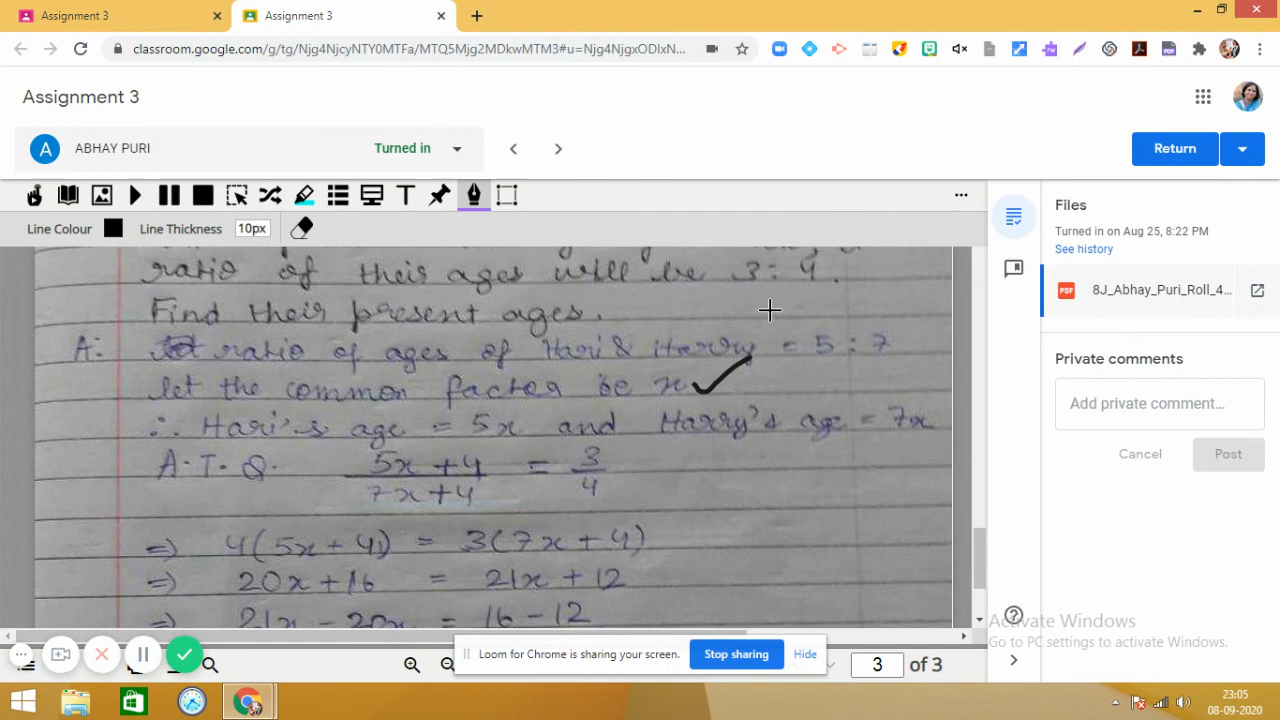 Assignment 3
Assignment 3
classroom.google.com/g/tg/Njg4NjcyNTY0MTFa/MTQ5Mjg2MDkwMTM3#u=Njg4NjgxODIxN...
Assignment 3
A
ABHAY PURI
Turned in
Return
Line Colour
Line Thickness
10px
ratio of their ages will be 3:4.
Find their present ages.
A: ratio of ages of Hari & Harry = 5:7
let the common factor be x
∴ Hari's age = 5x and Harry's age = 7x
A.T.Q. 5x+4/7x+4 = 3/4
⇒ 4(5x+4) = 3(7x+4)
⇒ 20x+16 = 21x+12
⇒ 21x - 20x = 16 - 12
Files
Turned in on Aug 25, 8:22 PM
See history
PDF
8J_Abhay_Puri_Roll_4...
Private comments
Add private comment...
Cancel
Post
Activate Windows
Go to PC settings to activate Windows.
Loom for Chrome is sharing your screen.
Stop sharing
Hide
3 of 3
23:05
08-09-2020